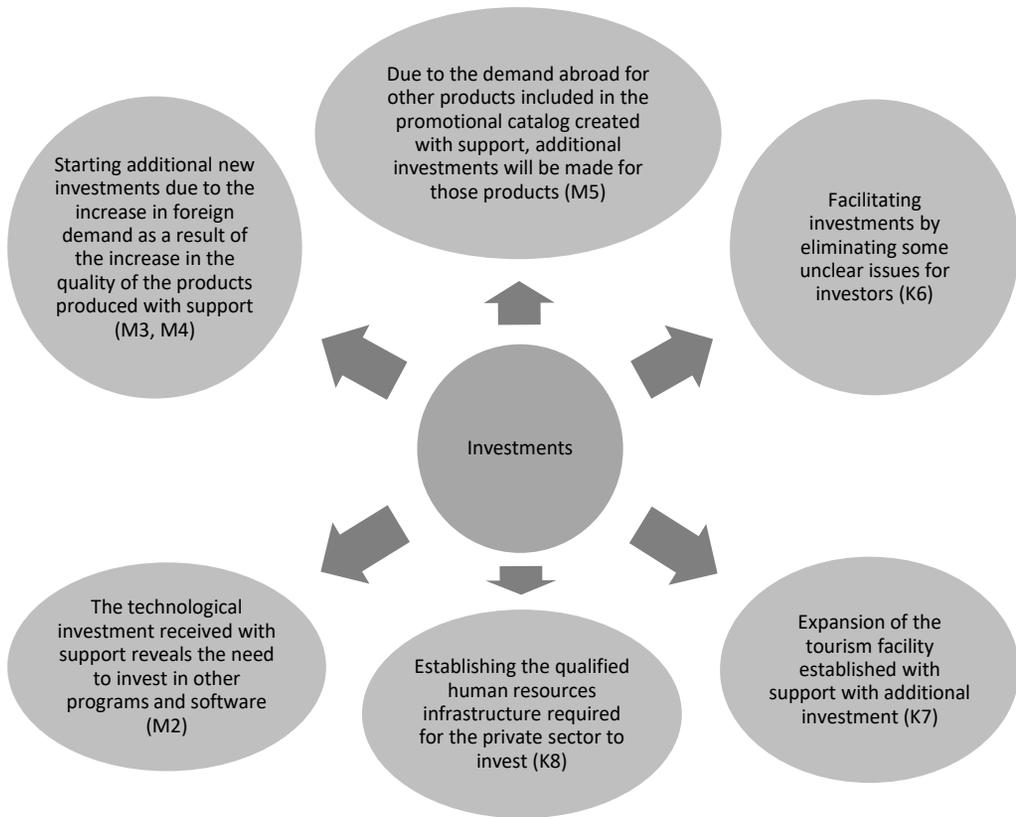 Due to the demand abroad for
other products included in the
promotional catalog created
with support, additional
investments will be made for
those products (M5)
Starting additional new
investments due to the
increase in foreign
demand as a result of
the increase in the
quality of the products
produced with support
(M3, M4)
Facilitating
investments by
eliminating some
unclear issues for
investors (K6)
Investments
The technological
investment received with
support reveals the need
to invest in other
programs and software
(M2)
Establishing the qualified
human resources
infrastructure required
for the private sector to
invest (K8)
Expansion of the
tourism facility
established with
support with additional
investment (K7)